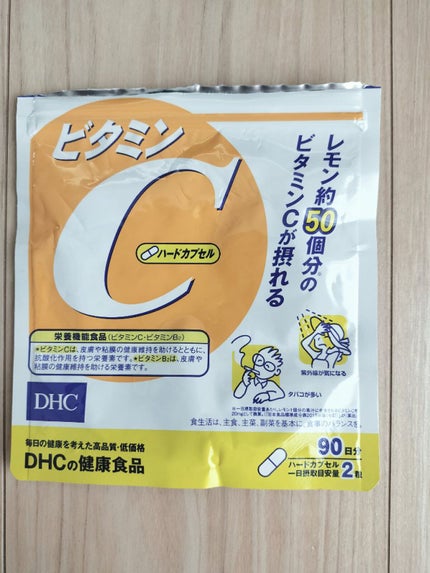 ビタミン
C
レモン約50個分の
ビタミンCが摂れる
ハードカプセル
栄養機能食品(ビタミンC・ビタミンB2)
●ビタミンCは、皮膚や粘膜の健康維持を助けるとともに、
抗酸化作用を持つ栄養素です。●ビタミンB2は、皮膚や
粘膜の健康維持を助ける栄養素です。
紫外線が気になる
タバコが多い
DHC
食生活は、主食、主菜、副菜を基本に、食事のバランスを。
毎日の健康を考えた高品質・低価格
DHCの健康食品
90日分
ハードカプセル
一日摂取目安量 2粒